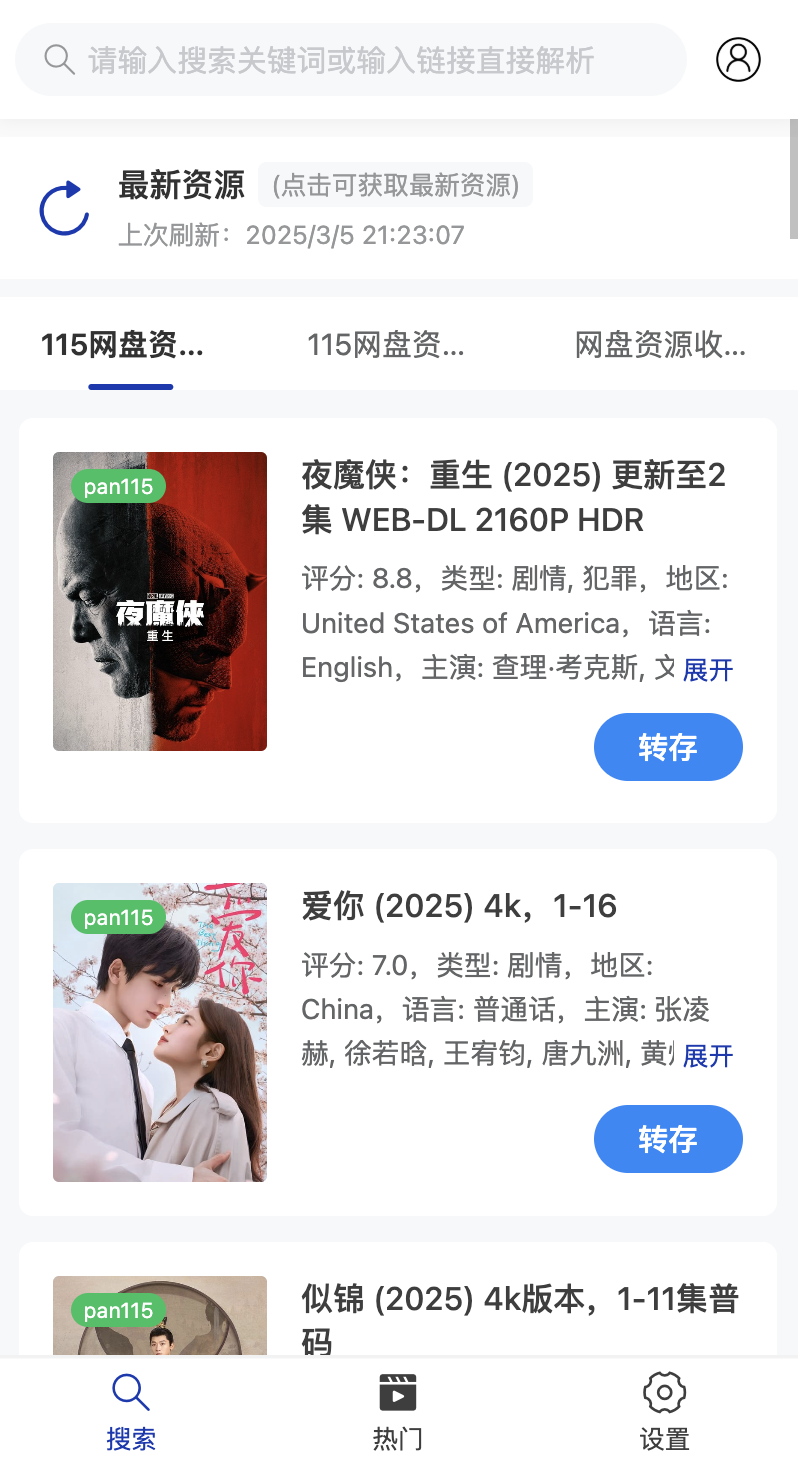 请输入搜索关键词或输入链接直接解析
最新资源 (点击可获取最新资源)
上次刷新：2025/3/5 21:23:07
115网盘资... 115网盘资... 网盘资源收...
pan115
夜魔侠
重生
夜魔侠：重生 (2025) 更新至2
集 WEB-DL 2160P HDR
评分: 8.8，类型: 剧情, 犯罪，地区:
United States of America，语言:
English，主演: 查理·考克斯, 文 展开
转存
pan115
爱你
爱你 (2025) 4k，1-16
评分: 7.0，类型: 剧情，地区:
China，语言: 普通话，主演: 张凌
赫, 徐若晗, 王宥钧, 唐九洲, 黄 展开
转存
pan115
似锦 (2025) 4k版本，1-11集普
码
搜索 热门 设置